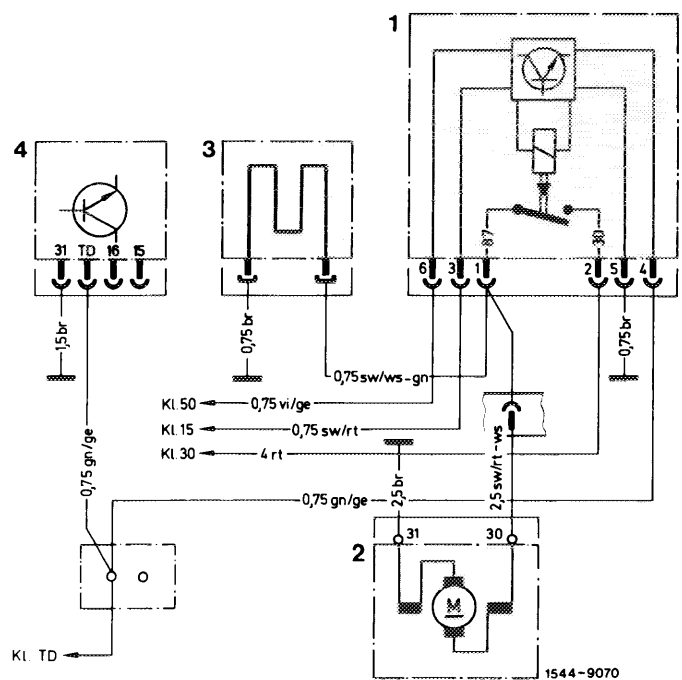 1
4
3
31 TD 16 15
87
30
6 3 1 2 5 4
1,5 br
0,75 br
0,75 br
0,75 sw/ws-gn
Kl. 50 0,75 vi/ge
Kl. 15 0,75 sw/rt
Kl. 30 4 rt
0,75 gn/ge
2,5 br
2,5 sw/rt-ws
0,75 gn/ge
31 30
2
M
Kl. TD
1544-9070